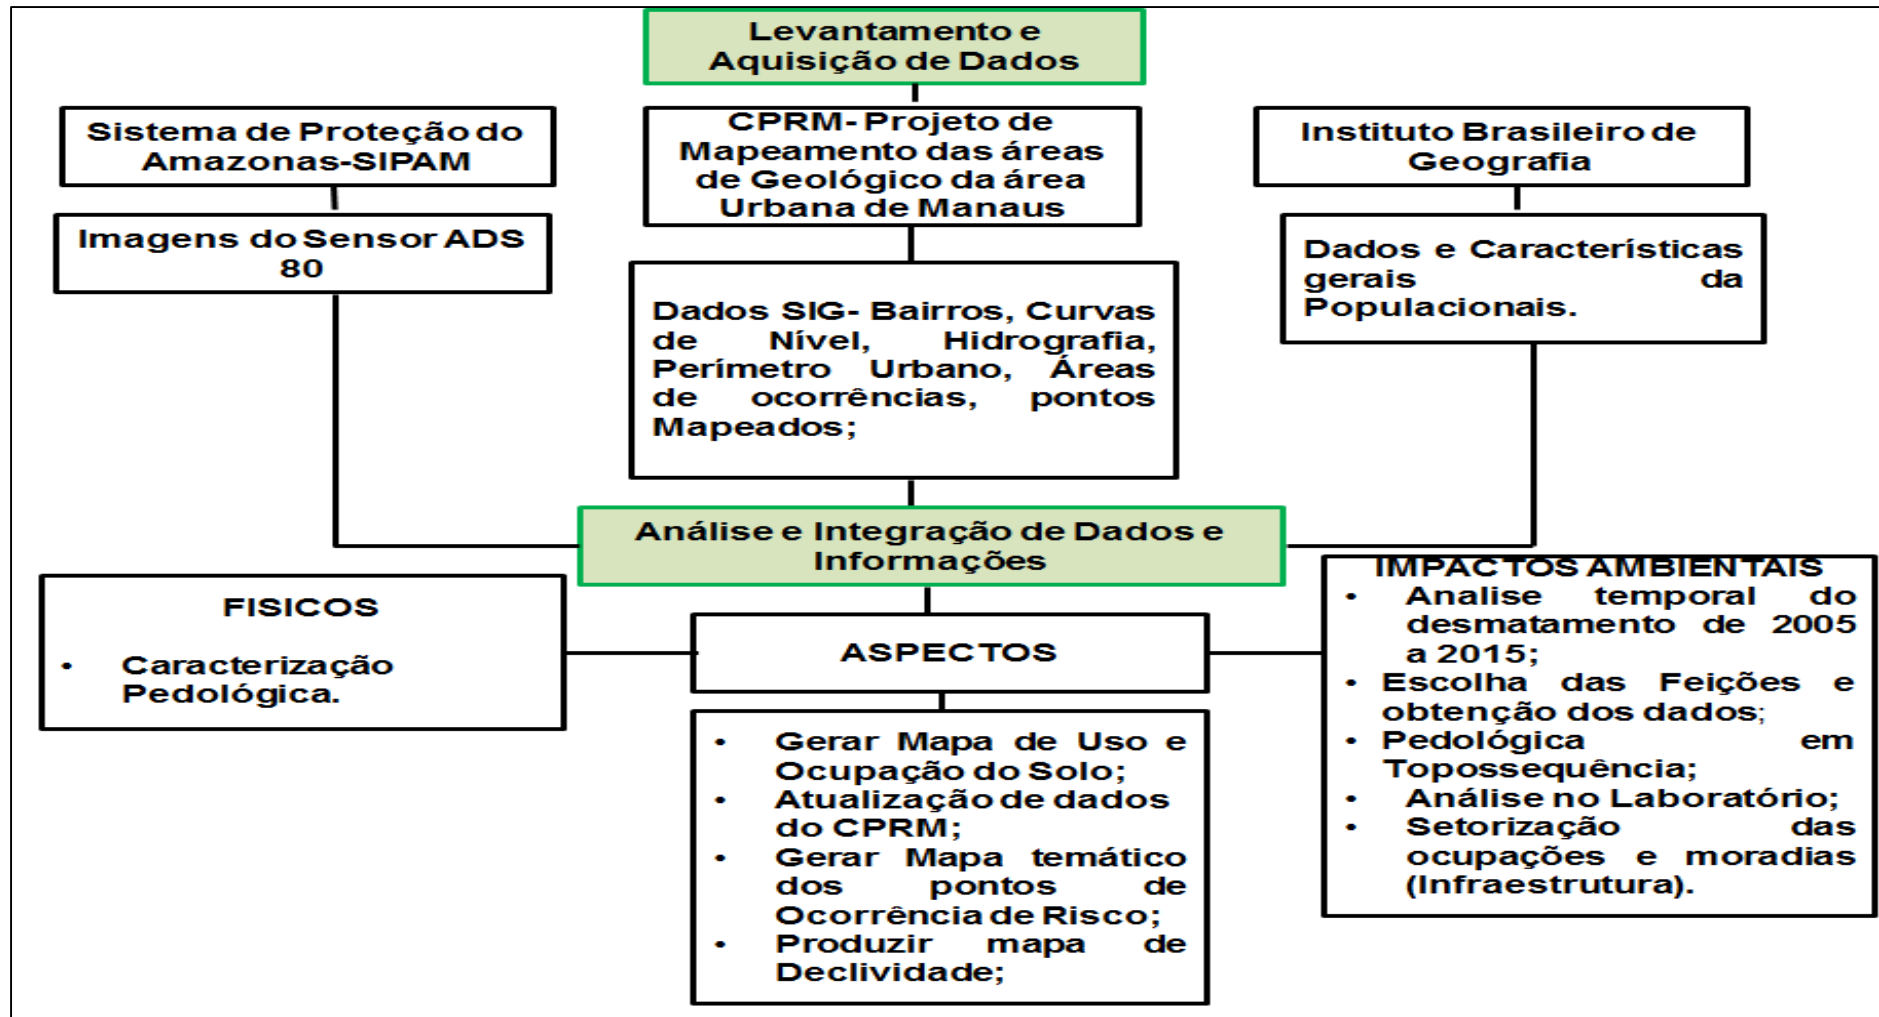 Levantamento e
Aquisição de Dados
Sistema de Proteção do
Amazonas-SIPAM
CPRM- Projeto de
Mapeamento das áreas
de Geológico da área
Urbana de Manaus
Instituto Brasileiro de
Geografia
Imagens do Sensor ADS
80
Dados SIG- Bairros, Curvas
de Nível, Hidrografia,
Perímetro Urbano, Áreas
de ocorrências, pontos
Mapeados;
Dados e Características
gerais da
Populacionais.
Análise e Integração de Dados e
Informações
FISICOS
• Caracterização
Pedológica.
ASPECTOS
• Gerar Mapa de Uso e
Ocupação do Solo;
• Atualização de dados
do CPRM;
• Gerar Mapa temático
dos pontos de
Ocorrência de Risco;
• Produzir mapa de
Declividade;
IMPACTOS AMBIENTAIS
• Analise temporal do
desmatamento de 2005
a 2015;
• Escolha das Feições e
obtenção dos dados;
• Pedológica em
Topossequência;
• Análise no Laboratório;
• Setorização das
ocupações e moradias
(Infraestrutura).